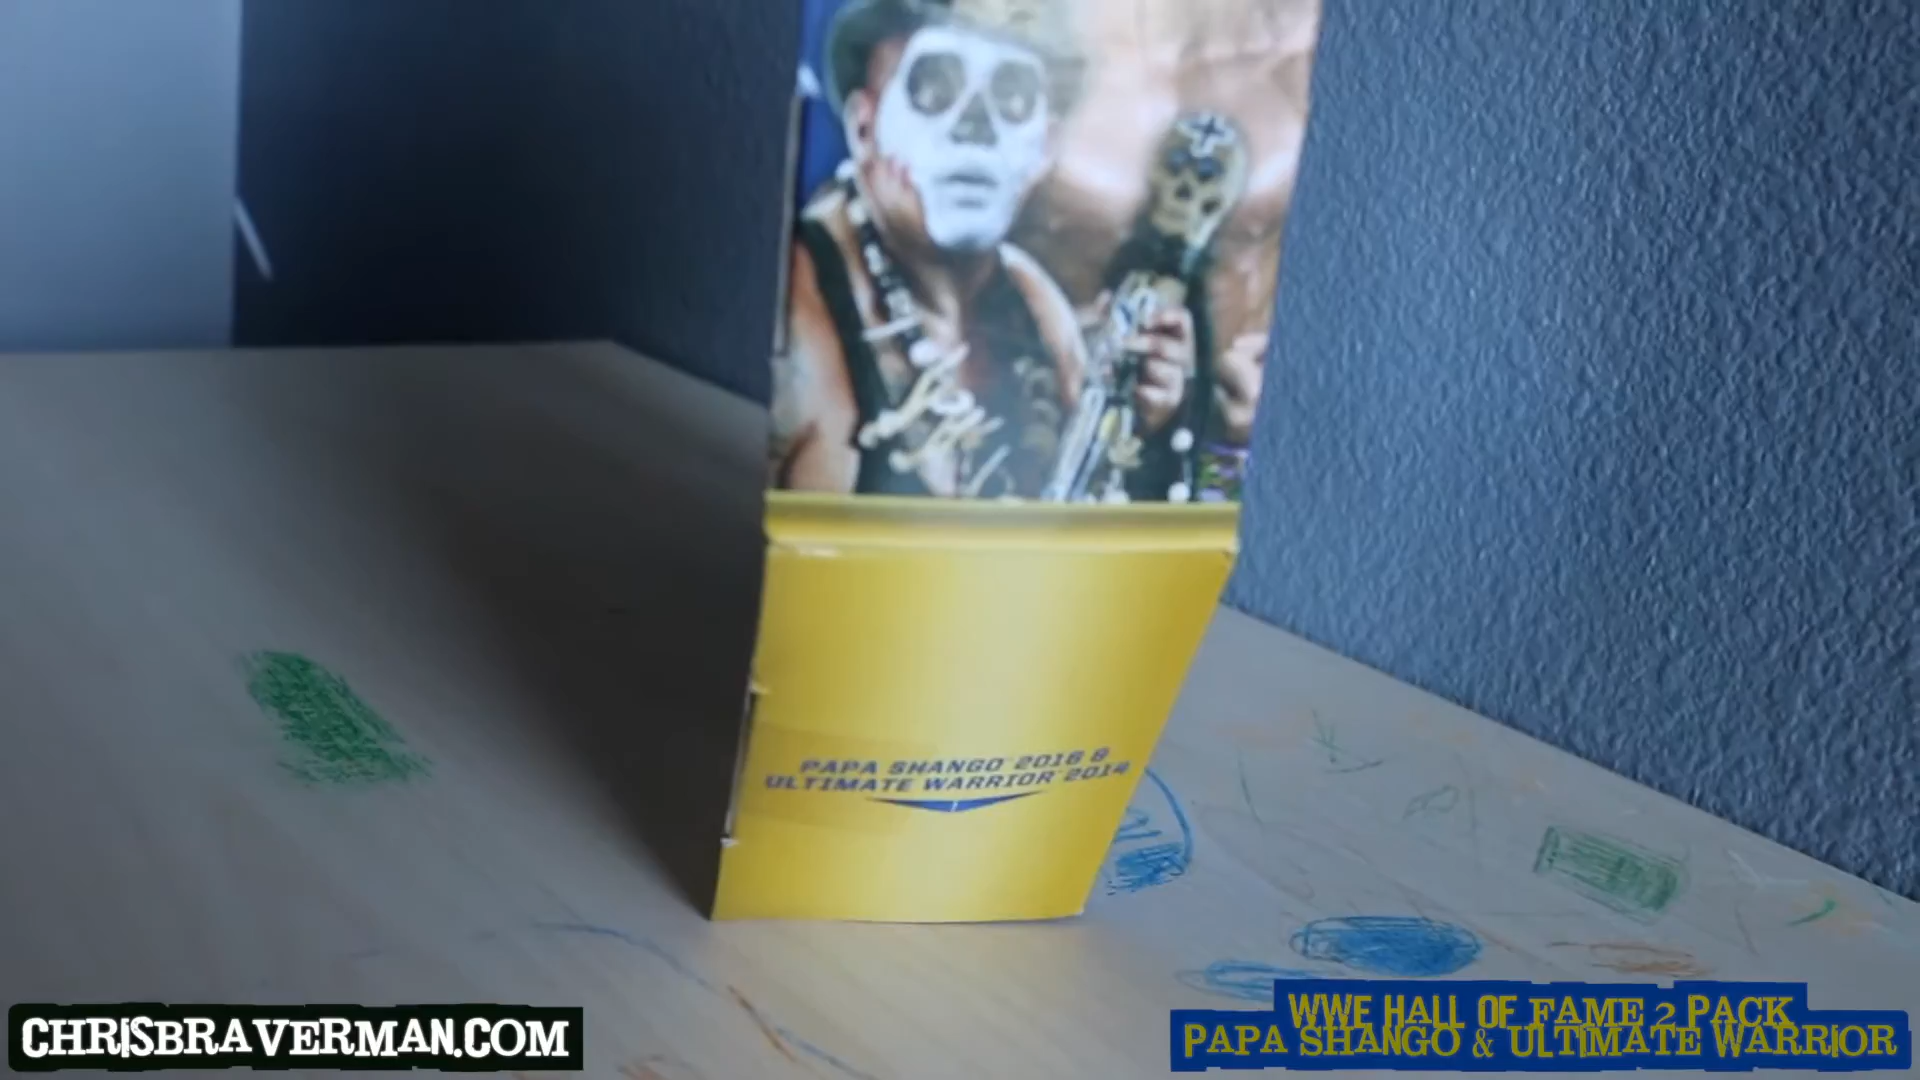 PAPA SHANGO 2016 &
ULTIMATE WARRIOR 2014
CHRISBRAVERMAN.COM
WWE HALL OF FAME 2 PACK
PAPA SHANGO & ULTIMATE WARRIOR